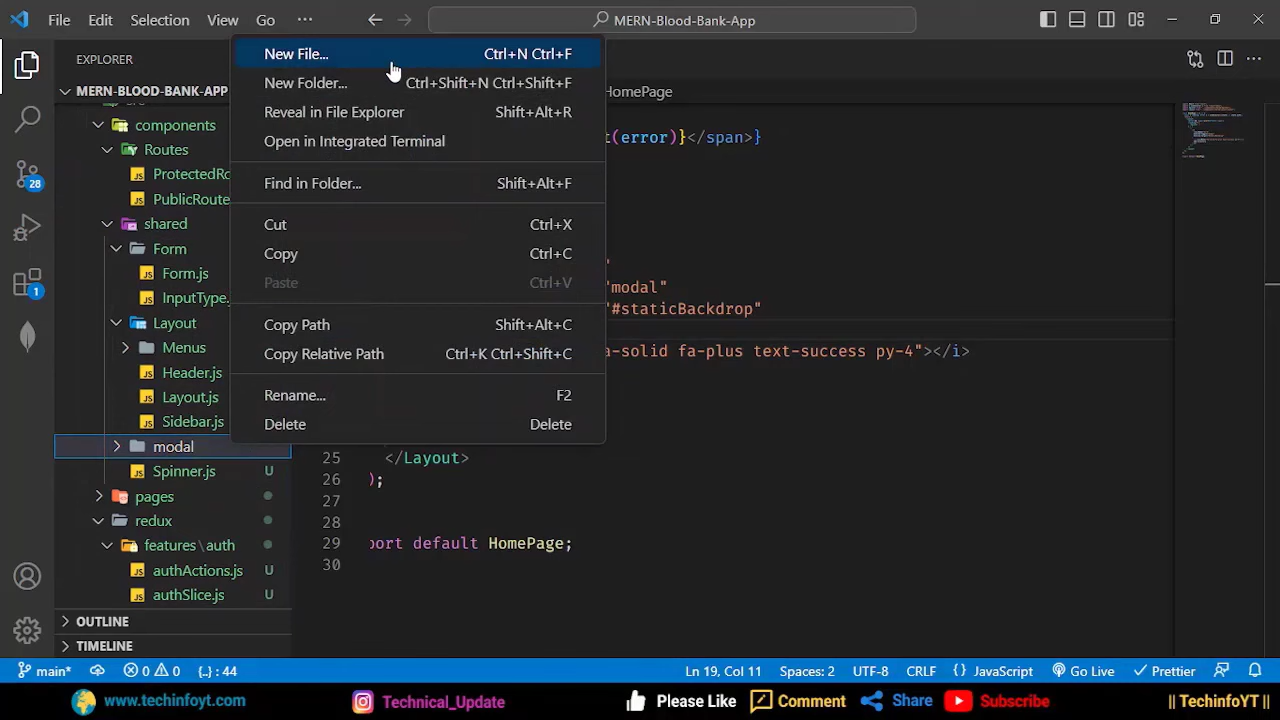 File Edit Selection View Go ··· MERN-Blood-Bank-App
EXPLORER
MERN-BLOOD-BANK-APP
components
Routes
ProtectedRo
PublicRoute
shared
Form
Form.js
InputType.
Layout
Menus
Header.js
Layout.js
Sidebar.js
modal
Spinner.js U
pages
redux
features\auth
authActions.js U
authSlice.js U
OUTLINE
TIMELINE
28
1
New File... Ctrl+N Ctrl+F
New Folder... Ctrl+Shift+N Ctrl+Shift+F
Reveal in File Explorer Shift+Alt+R
Open in Integrated Terminal
Find in Folder... Shift+Alt+F
Cut Ctrl+X
Copy Ctrl+C
Paste Ctrl+V
Copy Path Shift+Alt+C
Copy Relative Path Ctrl+K Ctrl+Shift+C
Rename... F2
Delete Delete
HomePage
t(error)}</span>}
"
"modal"
"#staticBackdrop"
a-solid fa-plus text-success py-4"></i>
25 </Layout>
26 );
27
28
29 port default HomePage;
30
main* 0 0 {..} : 44 Ln 19, Col 11 Spaces: 2 UTF-8 CRLF {} JavaScript Go Live Prettier
www.techinfoyt.com Technical_Update Please Like Comment Share Subscribe || TechinfoYT ||